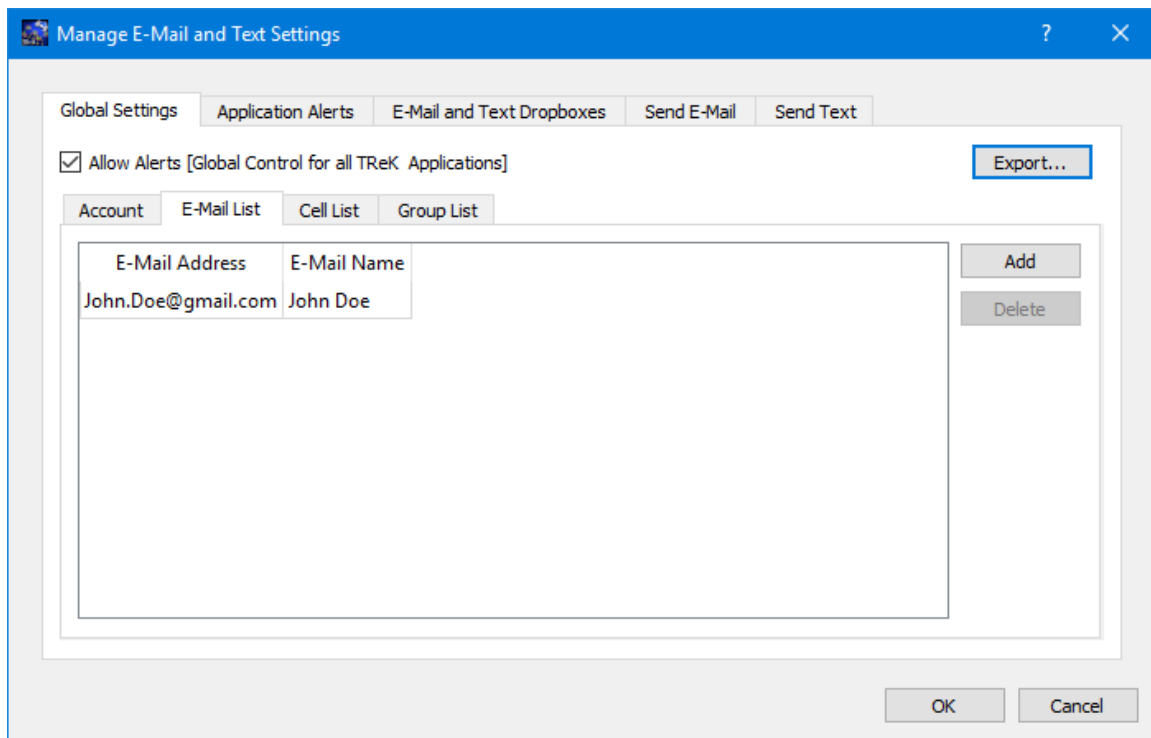 Manage E-Mail and Text Settings ?
Global Settings Application Alerts E-Mail and Text Dropboxes Send E-Mail Send Text
Allow Alerts [Global Control for all TReK Applications] Export...
Account E-Mail List Cell List Group List
E-Mail Address E-Mail Name Add
John.Doe@gmail.com John Doe Delete
OK Cancel